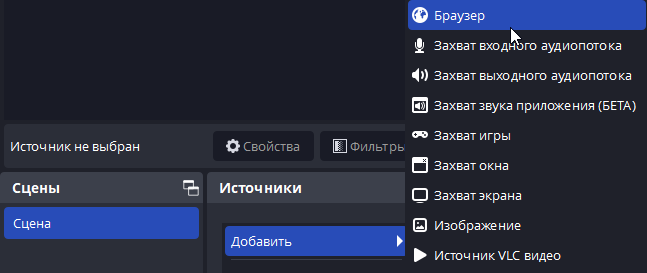 Браузер
Захват входного аудиопотока
Захват выходного аудиопотока
Захват звука приложения (БЕТА)
Захват игры
Захват окна
Захват экрана
Изображение
Источник VLC видео
Источник не выбран
Свойства
Фильтры
Сцены
Источники
Сцена
Добавить